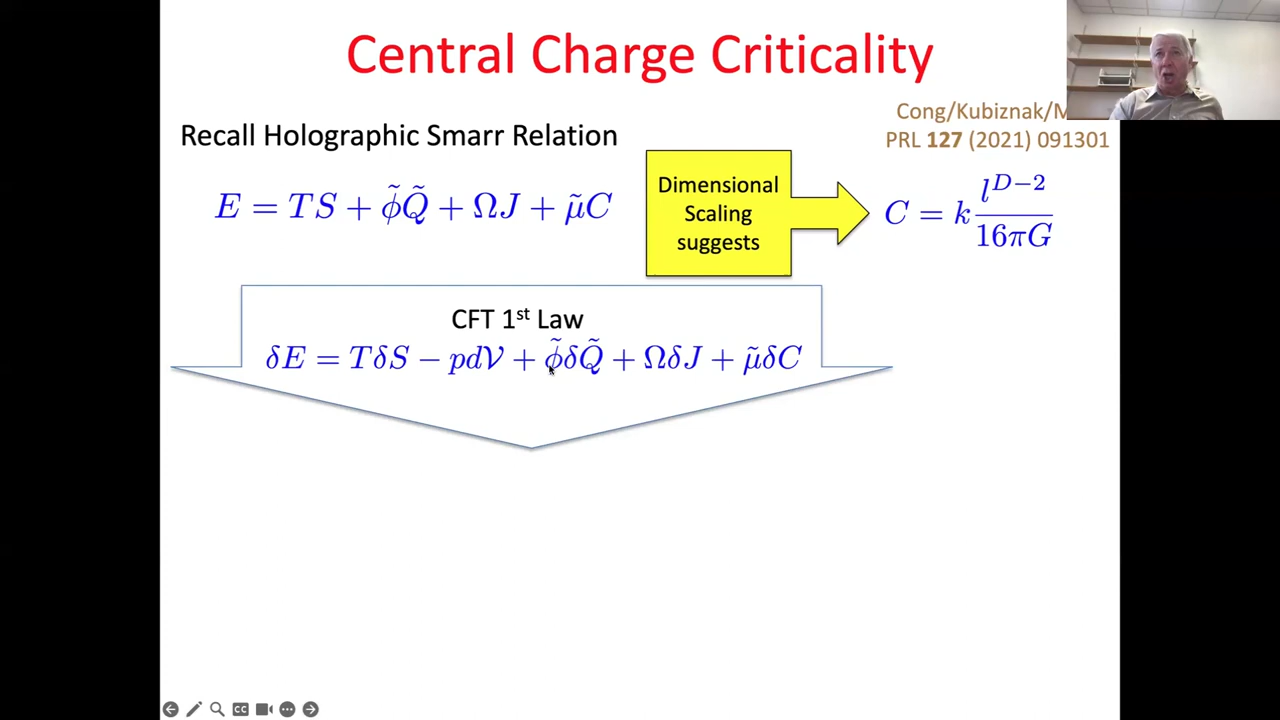 Central Charge Criticality
Cong/Kubiznak/M
PRL 127 (2021) 091301
Recall Holographic Smarr Relation
E = TS + φ̃Q̃ + ΩJ + μ̃C
Dimensional
Scaling
suggests
C = k l^{D−2} / 16πG
CFT 1st Law
δE = TδS − pd𝒱 + φ̃δQ̃ + ΩδJ + μ̃δC
CC